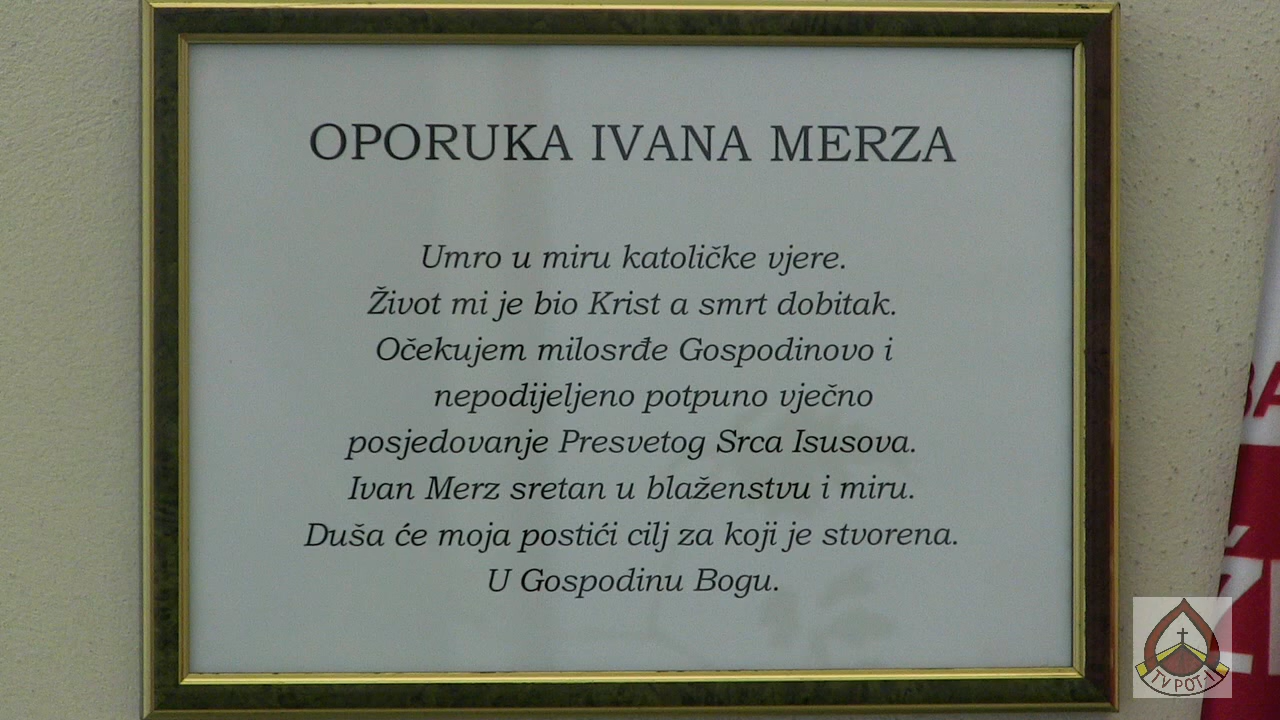 OPORUKA IVANA MERZA
Umro u miru katoličke vjere.
Život mi je bio Krist a smrt dobitak.
Očekujem milosrđe Gospodinovo i
nepodijeljeno potpuno vječno
posjedovanje Presvetog Srca Isusova.
Ivan Merz sretan u blaženstvu i miru.
Duša će moja postići cilj za koji je stvorena.
U Gospodinu Bogu.
TV POT